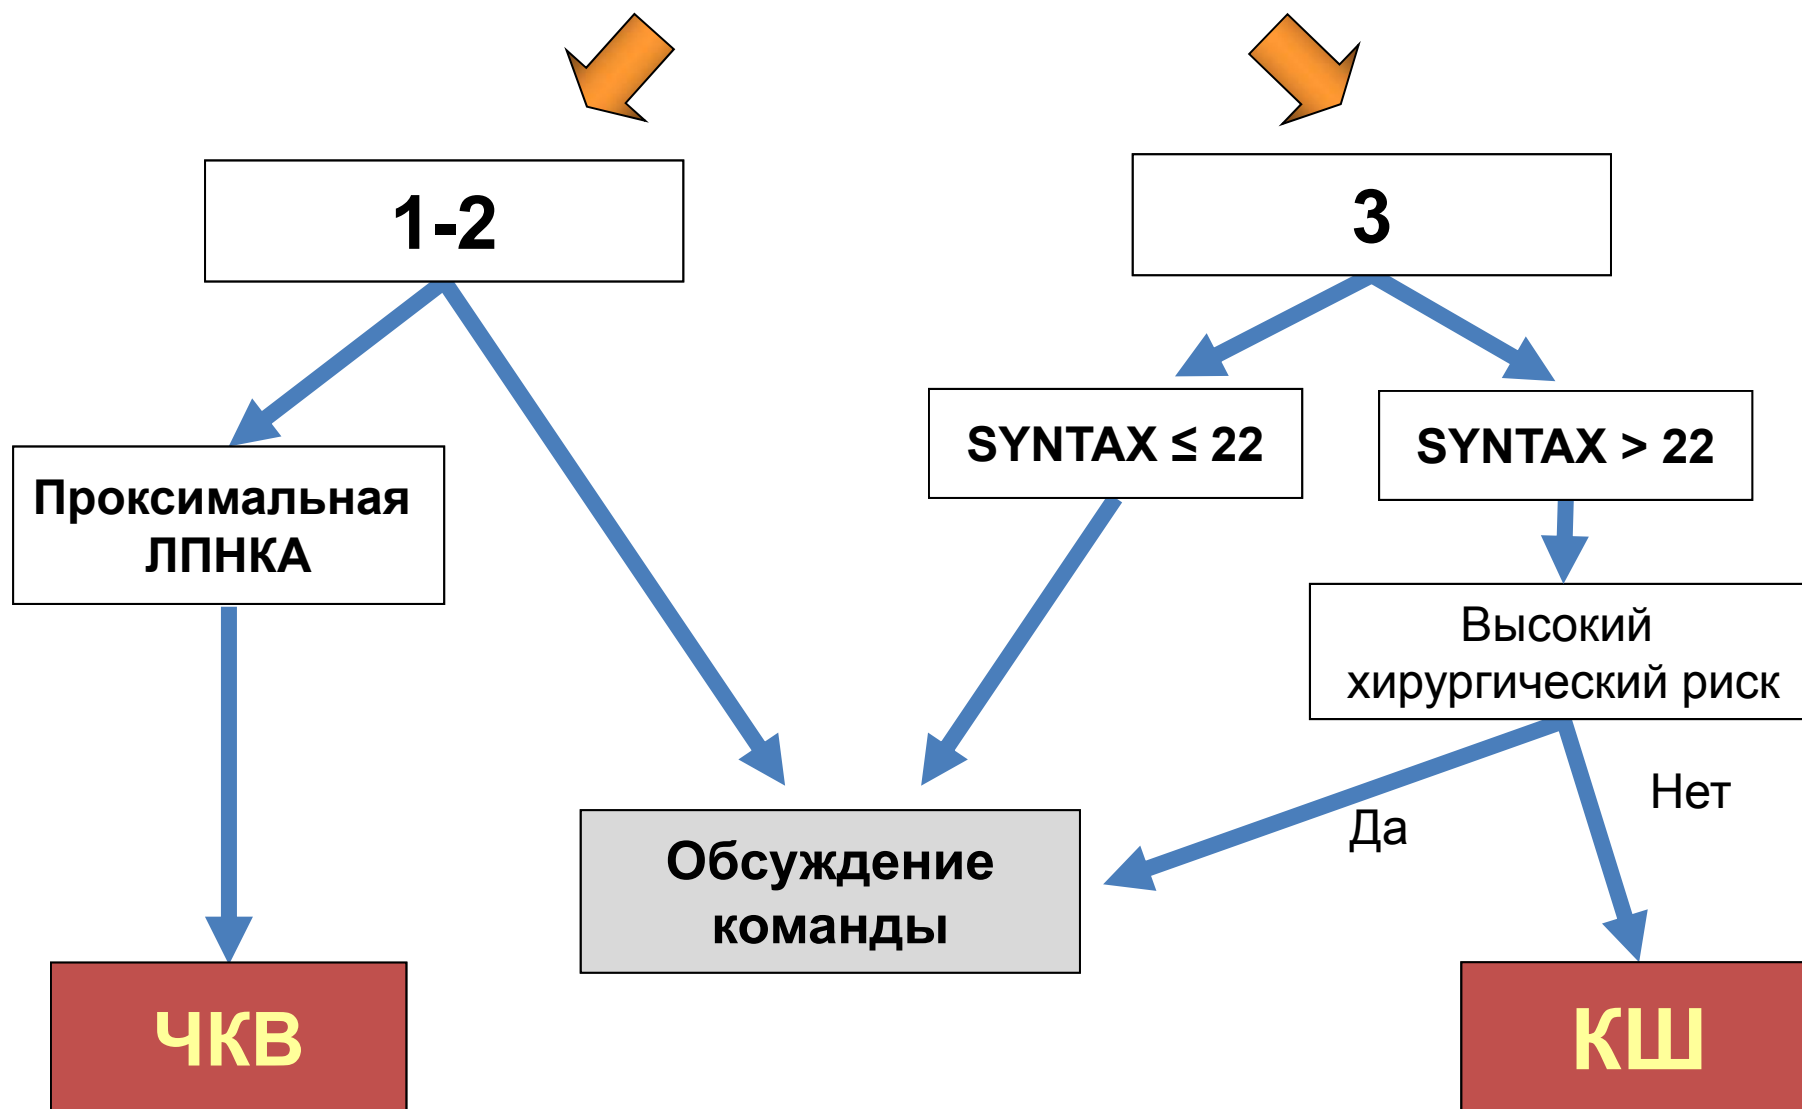 1-2
3
SYNTAX ≤ 22
SYNTAX > 22
Проксимальная
ЛПНКА
Высокий
хирургический риск
Нет
Да
Обсуждение
команды
ЧКВ
КШ